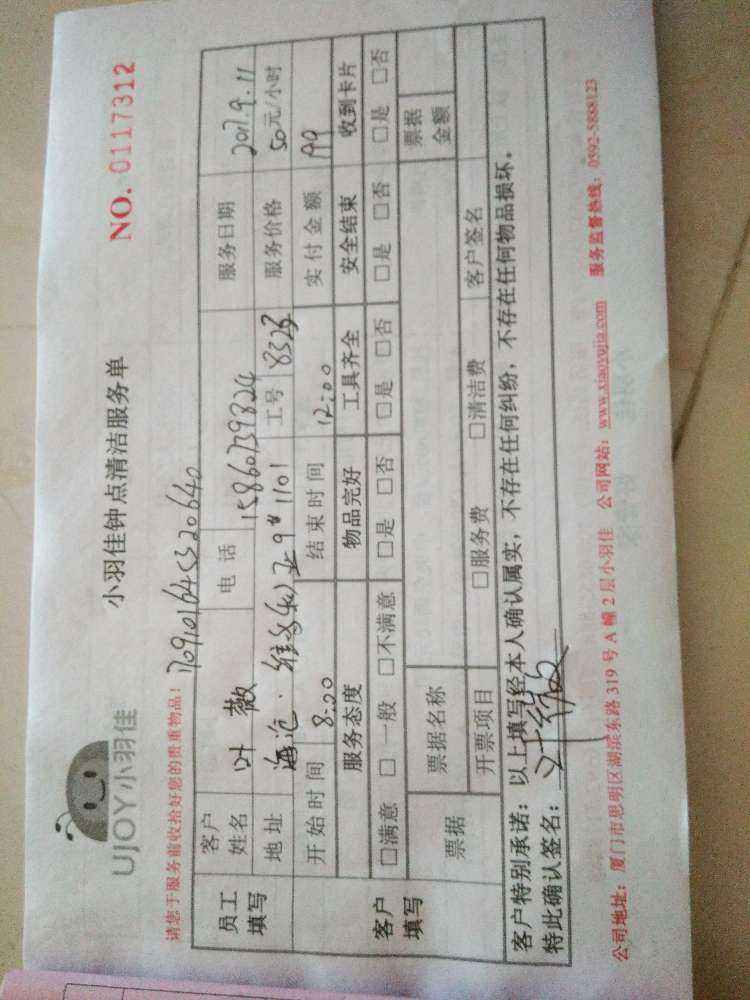 UJOY小羽佳
小羽佳钟点清洁服务单
NO. 0117312
请您于服务前收拾好您的贵重物品！
员工填写
客户姓名 叶薇 电话 15860739824 服务日期 2017.9.11
地址 海沧· 工号 8323 服务价格 50元/小时
开始时间 8:00 结束时间 12:00 实付金额 199
客户填写
服务态度 物品完好 工具齐全 安全结束 收到卡片
□满意 □一般 □不满意 □是 □否 □是 □否 □是 □否 □是 □否
票据 票据名称 票据金额
开票项目 □服务费 □清洁费 客户签名
客户特别承诺：以上填写经本人确认属实，不存在任何纠纷，不存在任何物品损坏。
特此确认签名：
公司地址：厦门市思明区湖滨东路 319 号 A 幢 2 层小羽佳 公司网站：www.xiaoyujia.com 服务监督热线：0592-5888123